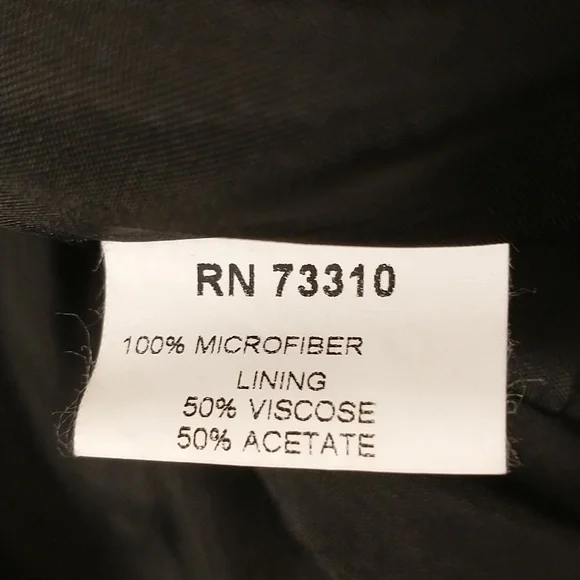 RN 73310
100% MICROFIBER
LINING
50% VISCOSE
50% ACETATE